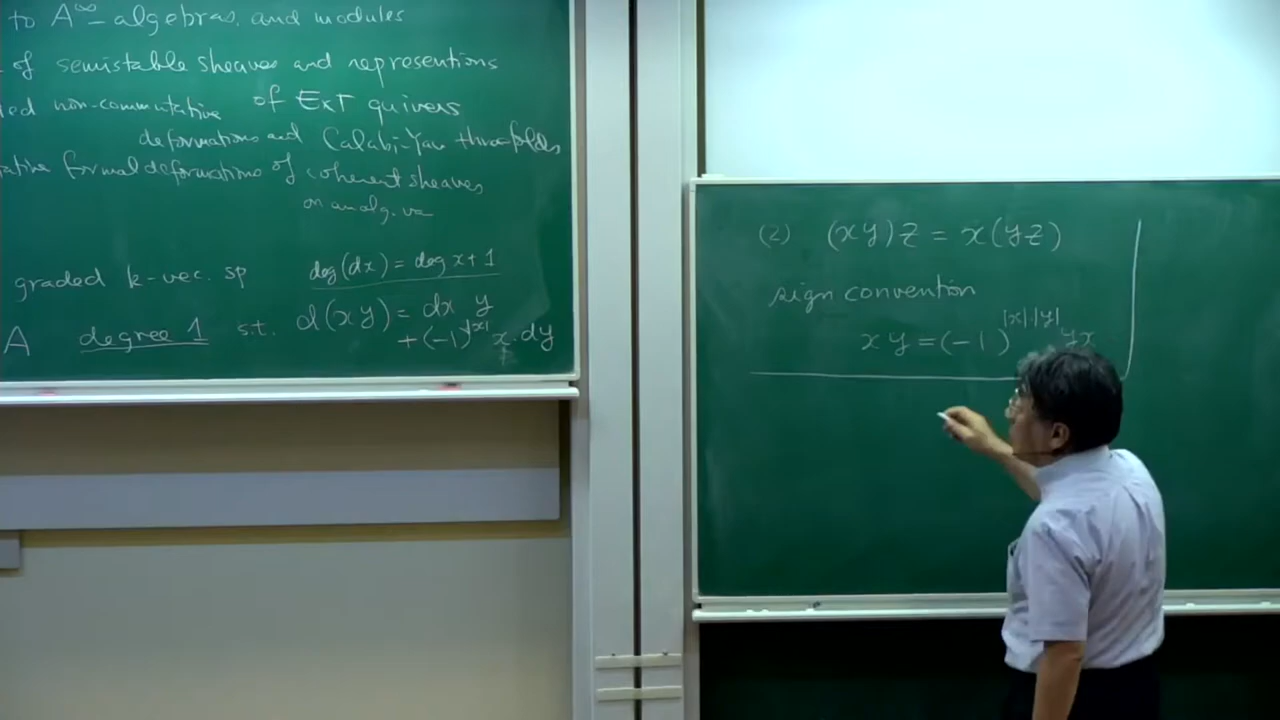 to A^∞-algebras, and modules
of semistable sheaves and representions
non-commutative of EXT quivers
deformations and Calabi-Yau threefolds
formal deformations of coherent sheaves
on an alg. va
graded k-vec. sp deg(dx) = deg x + 1
A degree 1 s.t. d(xy) = dx y
+ (-1)^{|x|} x · dy
(2) (xy)z = x(yz)
sign convention
xy = (-1)^{|x|·|y|} yx